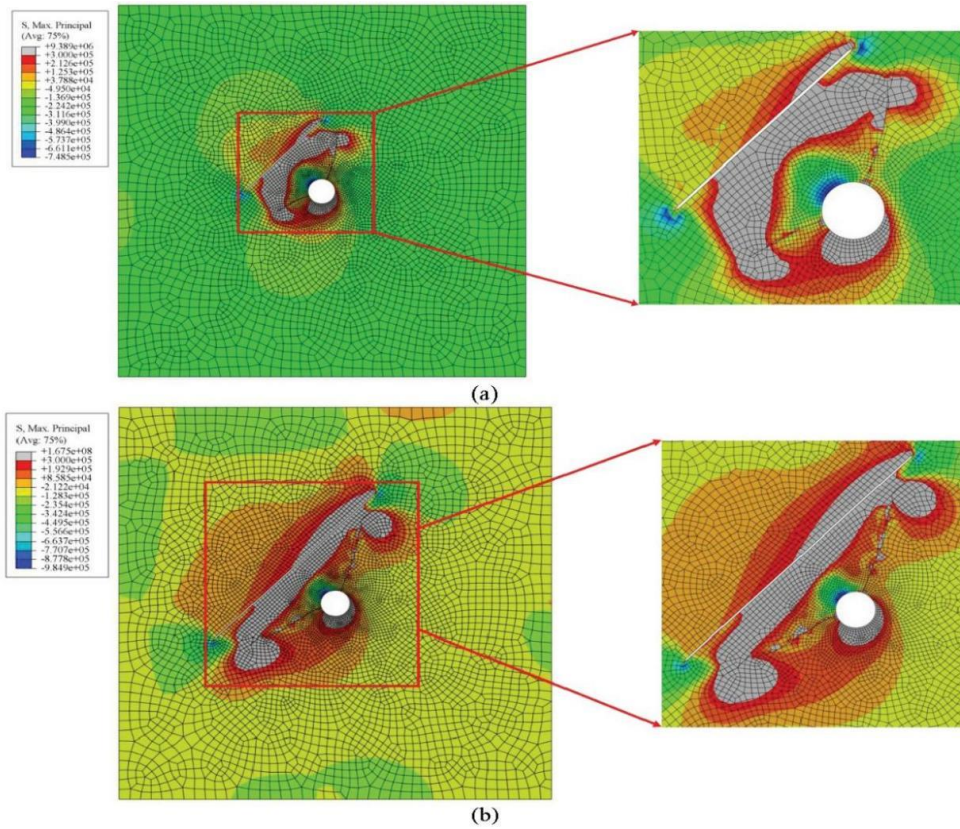 S, Max. Principal
(Avg: 75%)
+9.389e+06
+3.000e+05
+2.126e+05
+1.253e+05
+3.788e+04
-4.950e+04
-1.369e+05
-2.242e+05
-3.116e+05
-3.990e+05
-4.864e+05
-5.737e+05
-6.611e+05
-7.485e+05
(a)
S, Max. Principal
(Avg: 75%)
+1.675e+08
+3.000e+05
+1.929e+05
+8.585e+04
-2.122e+04
-1.283e+05
-2.354e+05
-3.424e+05
-4.495e+05
-5.566e+05
-6.637e+05
-7.707e+05
-8.778e+05
-9.849e+05
(b)